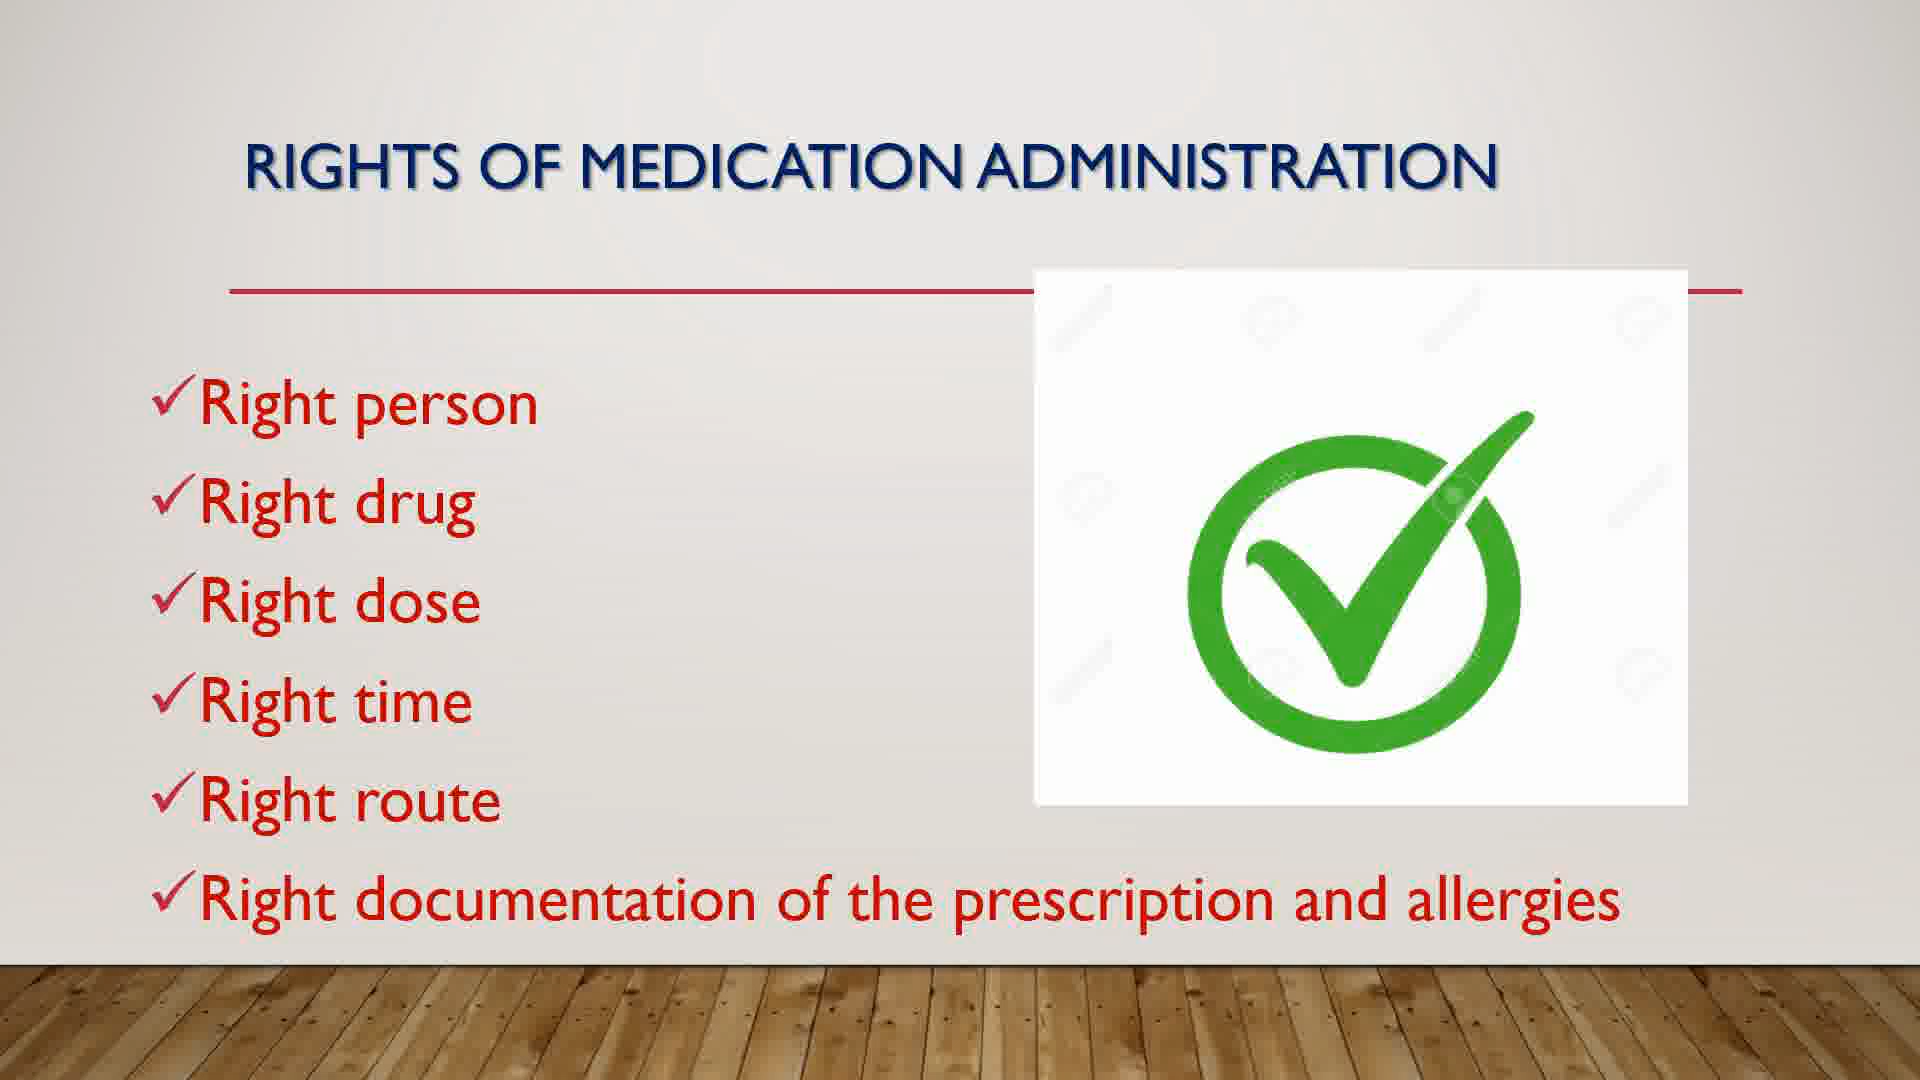 RIGHTS OF MEDICATION ADMINISTRATION
Right person
Right drug
Right dose
Right time
Right route
Right documentation of the prescription and allergies